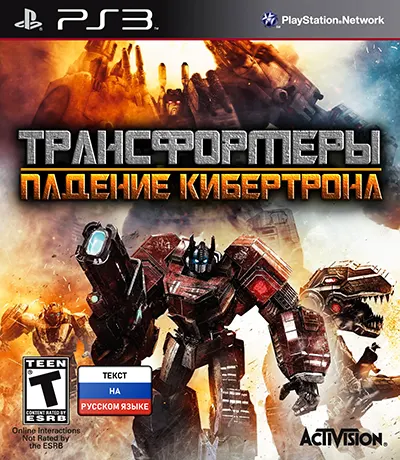 PS3
PlayStation®Network
ТРАНСФОРМЕРЫ
ПАДЕНИЕ КИБЕРТРОНА
TEEN
T
CONTENT RATED BY
ESRB
Online Interactions
Not Rated by
the ESRB
ТЕКСТ
НА
РУССКОМ ЯЗЫКЕ
ACTIVISION